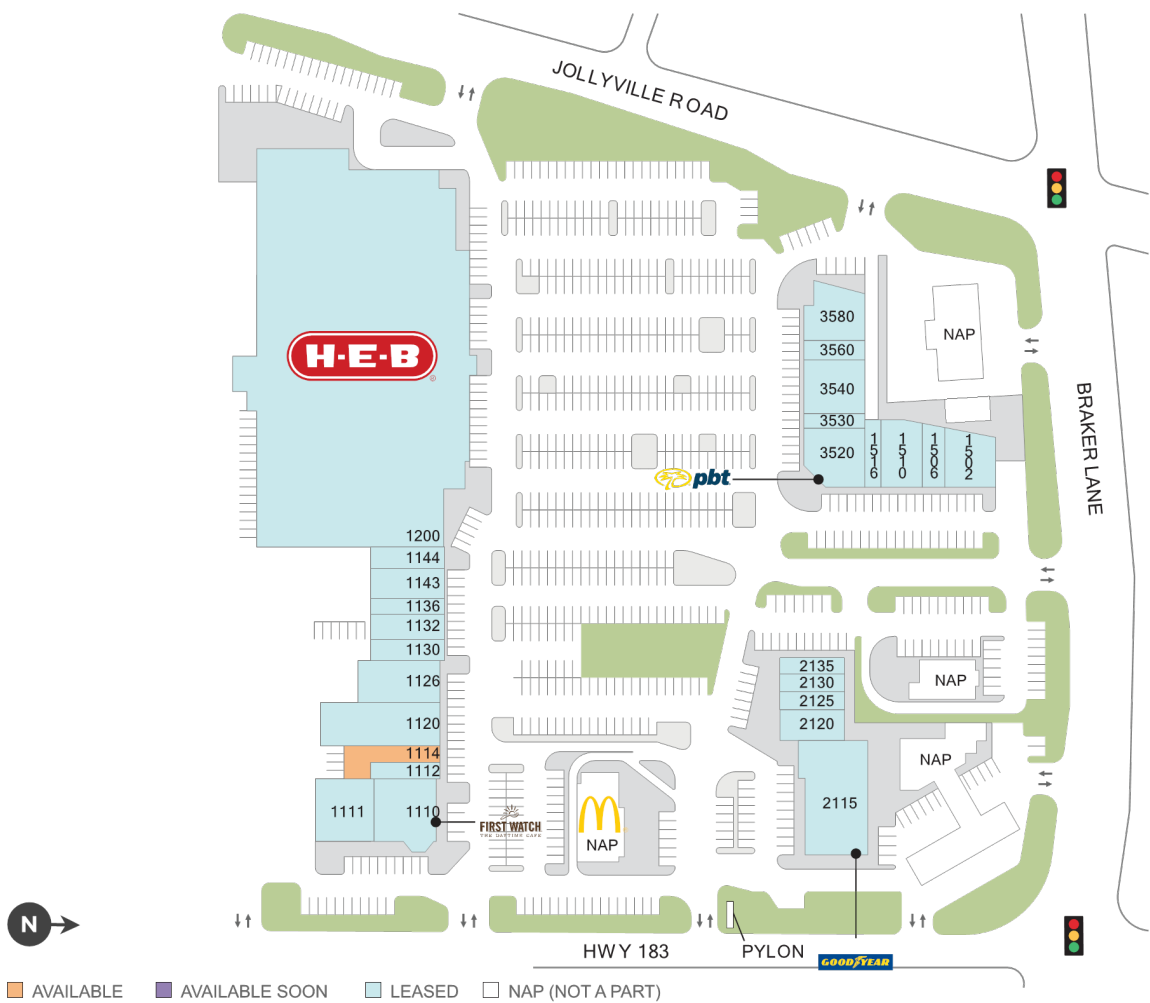 JOLLYVILLE ROAD
H-E-B
®
3580
3560
3540
3530
3520
1516
1510
1506
1502
NAP
BRAKER LANE
pbt
1200
1144
1143
1136
1132
1130
1126
1120
1114
1112
1111
1110
FIRST WATCH
THE DAYTIME CAFE
NAP
2135
2130
2125
2120
2115
NAP
NAP
N
HWY 183
PYLON
GOODYEAR
AVAILABLE
AVAILABLE SOON
LEASED
NAP (NOT A PART)